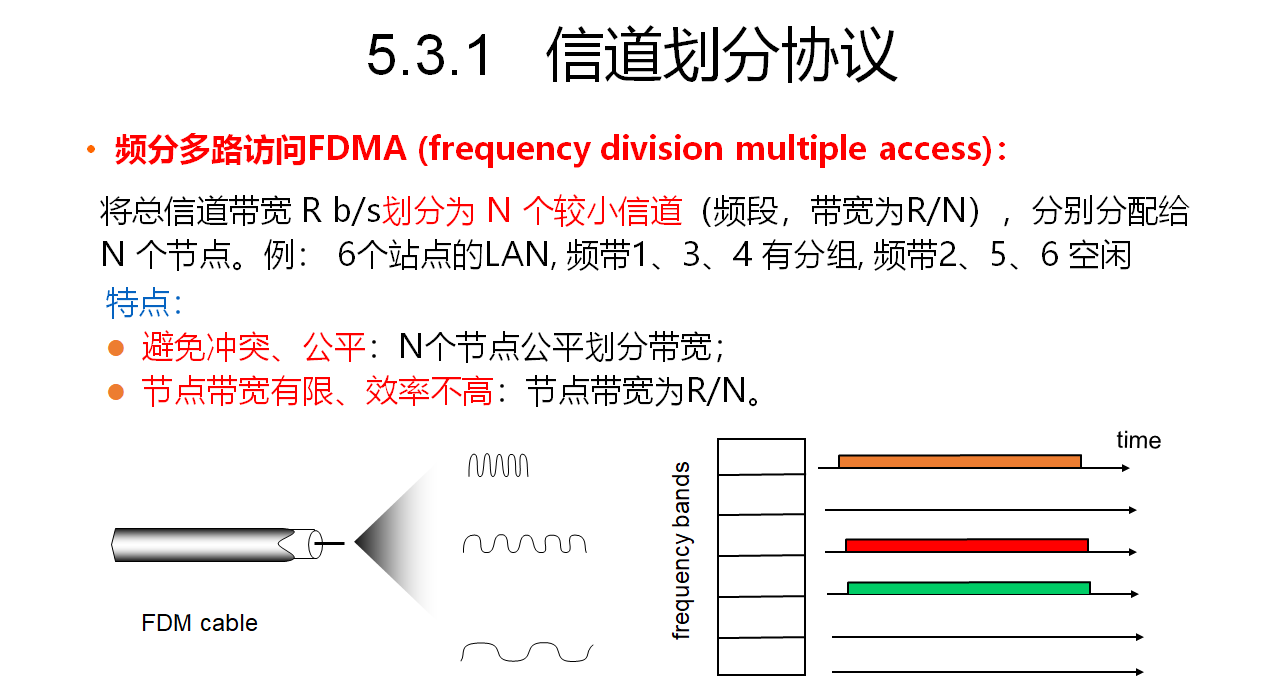 5.3.1 信道划分协议
• 频分多路访问FDMA (frequency division multiple access)：
将总信道带宽 R b/s划分为 N 个较小信道（频段，带宽为R/N），分别分配给
N 个节点。例： 6个站点的LAN, 频带1、3、4 有分组, 频带2、5、6 空闲
特点：
● 避免冲突、公平：N个节点公平划分带宽；
● 节点带宽有限、效率不高：节点带宽为R/N。
time
frequency bands
FDM cable